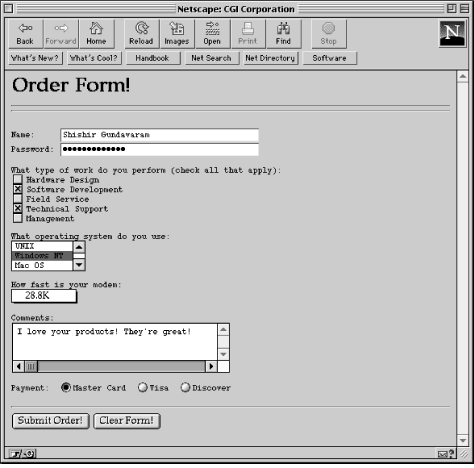 Netscape: CGI Corporation
Back Forward Home Reload Images Open Print Find Stop
N
What's New? What's Cool? Handbook Net Search Net Directory Software
Order Form!
Name: Shishir Gundavaram
Password: •••••••••••••
What type of work do you perform (check all that apply):
Hardware Design
Software Development
Field Service
Technical Support
Management
What operating system do you use:
UNIX
Windows NT
Mac OS
How fast is your modem:
28.8K
Comments:
I love your products! They're great!
Payment: Master Card Visa Discover
Submit Order! Clear Form!
?